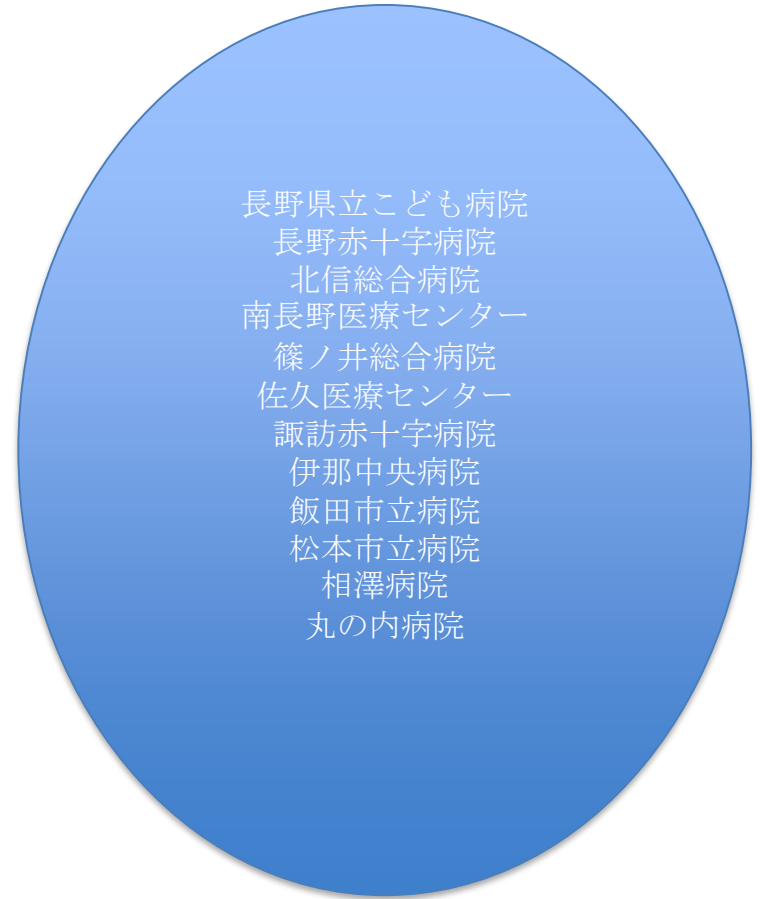 長野県立こども病院
長野赤十字病院
北信総合病院
南長野医療センター
篠ノ井総合病院
佐久医療センター
諏訪赤十字病院
伊那中央病院
飯田市立病院
松本市立病院
相澤病院
丸の内病院